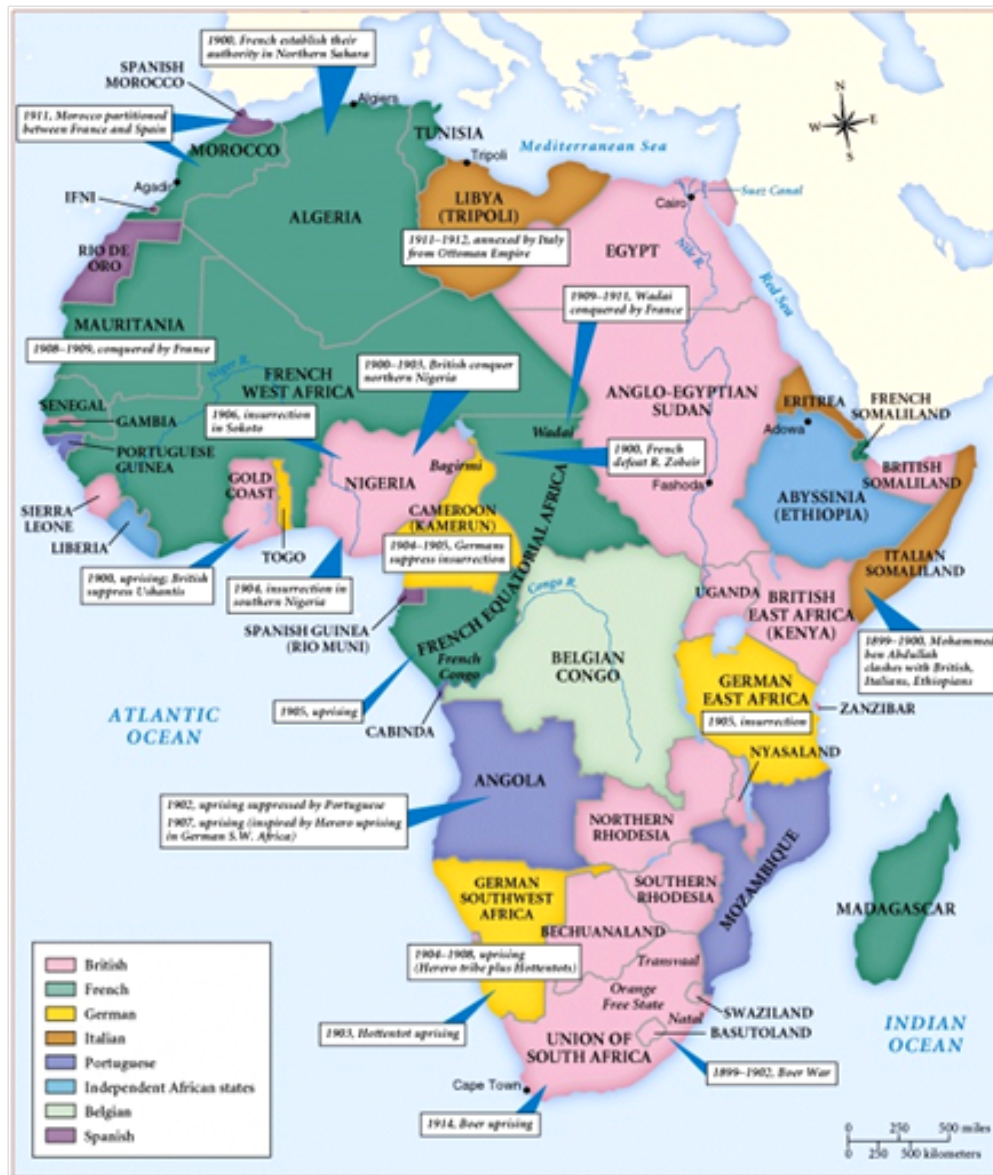 1900, French establish their
authority in Northern Sahara
SPANISH
MOROCCO
Algiers
1911, Morocco partitioned
between France and Spain
MOROCCO
TUNISIA
Tripoli
Mediterranean Sea
N
W
E
S
Agadir
IFNI
ALGERIA
LIBYA
(TRIPOLI)
Cairo
Suez Canal
RIO DE
ORO
1911–1912, annexed by Italy
from Ottoman Empire
EGYPT
Nile R.
Red Sea
MAURITANIA
1908–1909, conquered by France
1909–1911, Wadai
conquered by France
Niger R.
FRENCH
WEST AFRICA
1900–1903, British conquer
northern Nigeria
ANGLO-EGYPTIAN
SUDAN
ERITREA
FRENCH
SOMALILAND
SENEGAL
GAMBIA
1906, insurrection
in Sokoto
Wadai
Adowa
PORTUGUESE
GUINEA
Bagirmi
1900, French
defeat R. Zobeir
BRITISH
SOMALILAND
GOLD
COAST
NIGERIA
Fashoda
ABYSSINIA
(ETHIOPIA)
SIERRA
LEONE
CAMEROON
(KAMERUN)
LIBERIA
TOGO
1904–1905, Germans
suppress insurrection
ITALIAN
SOMALILAND
1900, uprising; British
suppress Ushantis
1904, insurrection in
southern Nigeria
FRENCH EQUATORIAL AFRICA
Congo R.
UGANDA
BRITISH
EAST AFRICA
(KENYA)
SPANISH GUINEA
(RIO MUNI)
French
Congo
BELGIAN
CONGO
1899–1900, Mohammed
ben Abdullah
clashes with British,
Italians, Ethiopians
GERMAN
EAST AFRICA
1905, uprising
1905, insurrection
ZANZIBAR
ATLANTIC
OCEAN
CABINDA
NYASALAND
ANGOLA
1902, uprising suppressed by Portuguese
1907, uprising (inspired by Herero uprising
in German S.W. Africa)
NORTHERN
RHODESIA
MOZAMBIQUE
GERMAN
SOUTHWEST
AFRICA
SOUTHERN
RHODESIA
MADAGASCAR
BECHUANALAND
1904–1908, uprising
(Herero tribe plus Hottentots)
Transvaal
Orange
Free State
SWAZILAND
Natal
BASUTOLAND
1903, Hottentot uprising
UNION OF
SOUTH AFRICA
INDIAN
OCEAN
1899–1902, Boer War
Cape Town
1914, Boer uprising
British
French
German
Italian
Portuguese
Independent African states
Belgian
Spanish
0 250 500 miles
0 250 500 kilometers